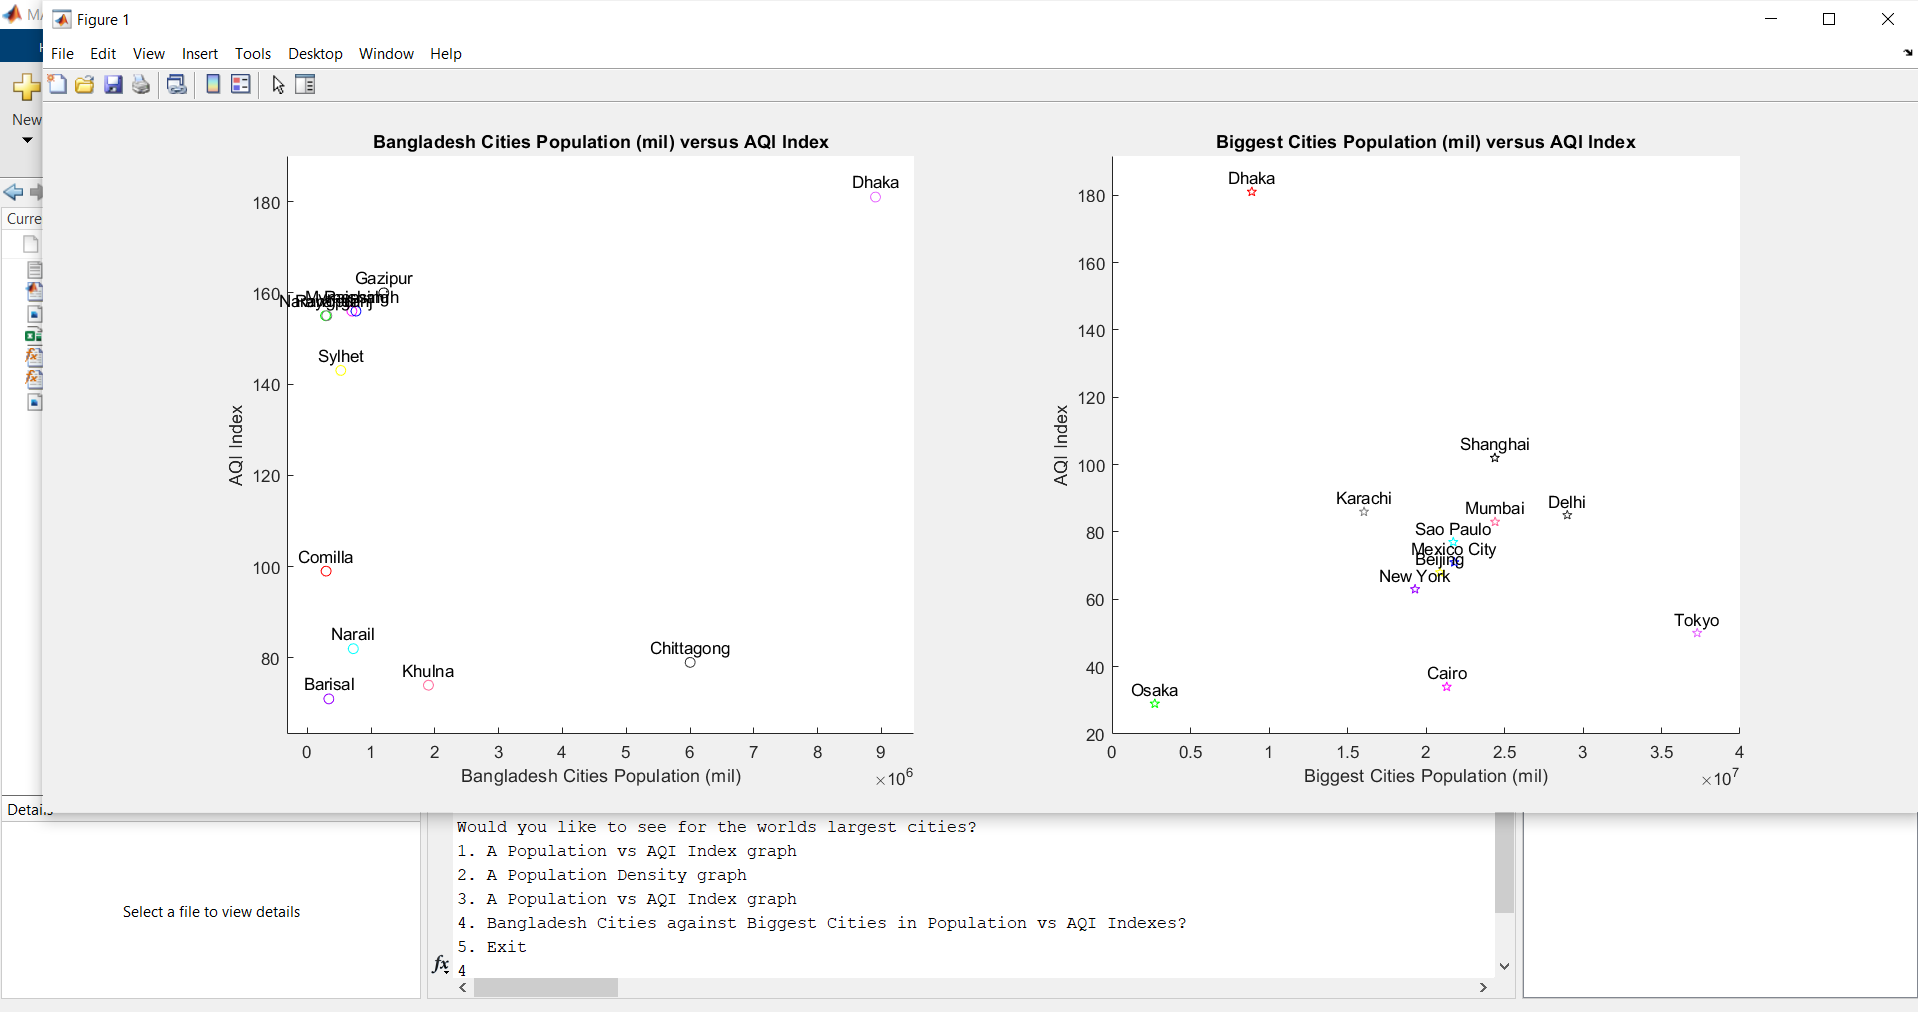 MA
Figure 1
File Edit View Insert Tools Desktop Window Help
New
Curre
Bangladesh Cities Population (mil) versus AQI Index
AQI Index
180
160
140
120
100
80
Dhaka
Gazipur
Sylhet
Comilla
Narail
Khulna
Barisal
Chittagong
0 1 2 3 4 5 6 7 8 9
×10^6
Bangladesh Cities Population (mil)
Biggest Cities Population (mil) versus AQI Index
AQI Index
180
160
140
120
100
80
60
40
20
Dhaka
Shanghai
Karachi
Mumbai
Delhi
Sao Paulo
Mexico City
Beijing
New York
Tokyo
Cairo
Osaka
0 0.5 1 1.5 2 2.5 3 3.5 4
×10^7
Biggest Cities Population (mil)
Details
Select a file to view details
Would you like to see for the worlds largest cities?
1. A Population vs AQI Index graph
2. A Population Density graph
3. A Population vs AQI Index graph
4. Bangladesh Cities against Biggest Cities in Population vs AQI Indexes?
5. Exit
fx
4